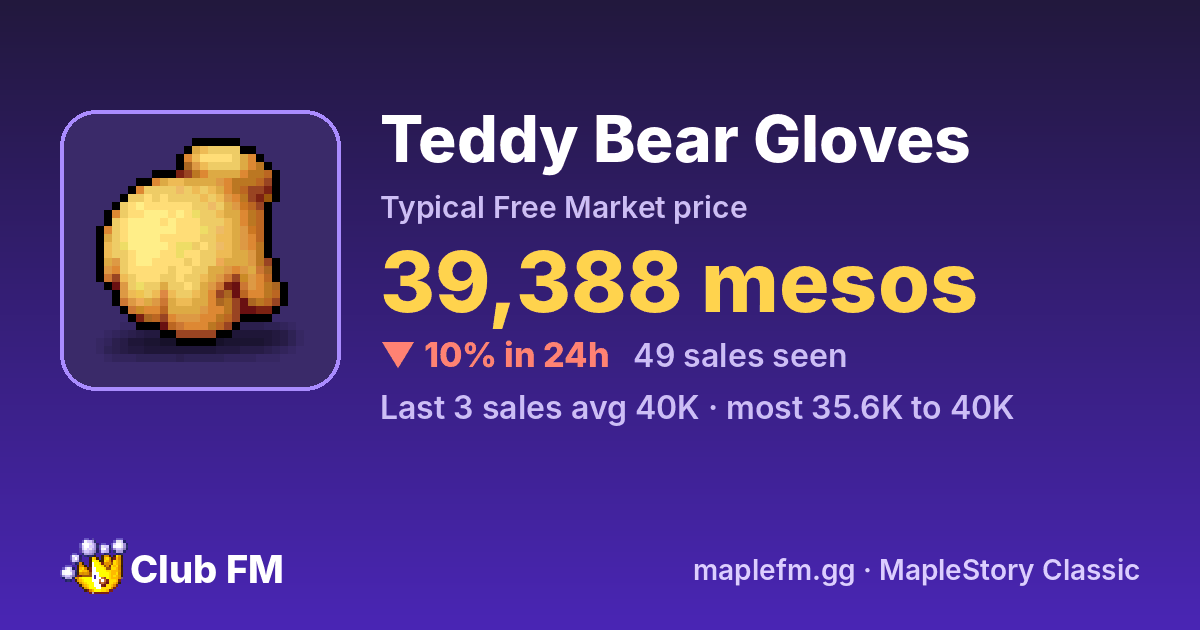 Teddy Bear Gloves
Typical Free Market price
39,388 mesos
▼ 10% in 24h 49 sales seen
Last 3 sales avg 40K · most 35.6K to 40K
Club FM
maplefm.gg · MapleStory Classic